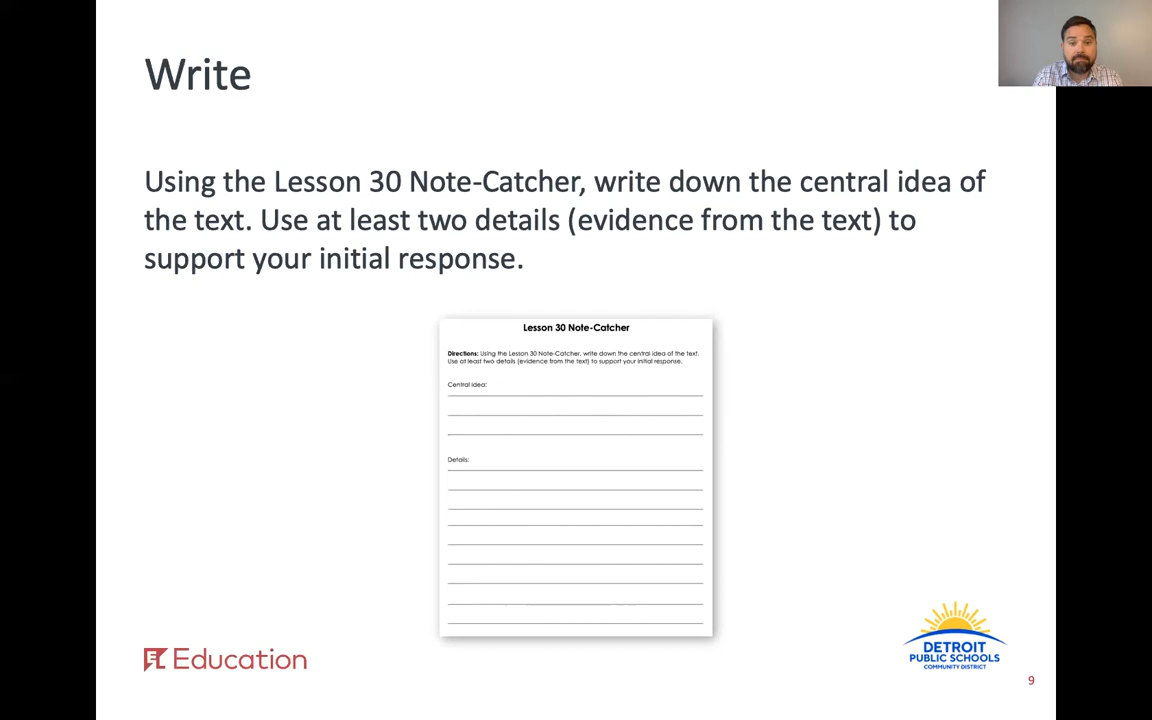 Write
Using the Lesson 30 Note-Catcher, write down the central idea of
the text. Use at least two details (evidence from the text) to
support your initial response.
Lesson 30 Note-Catcher
Directions: Using the Lesson 30 Note-Catcher, write down the central idea of the text.
Use at least two details (evidence from the text) to support your initial response.
Central Idea:
Details:
EL Education
DETROIT
PUBLIC SCHOOLS
COMMUNITY DISTRICT
9